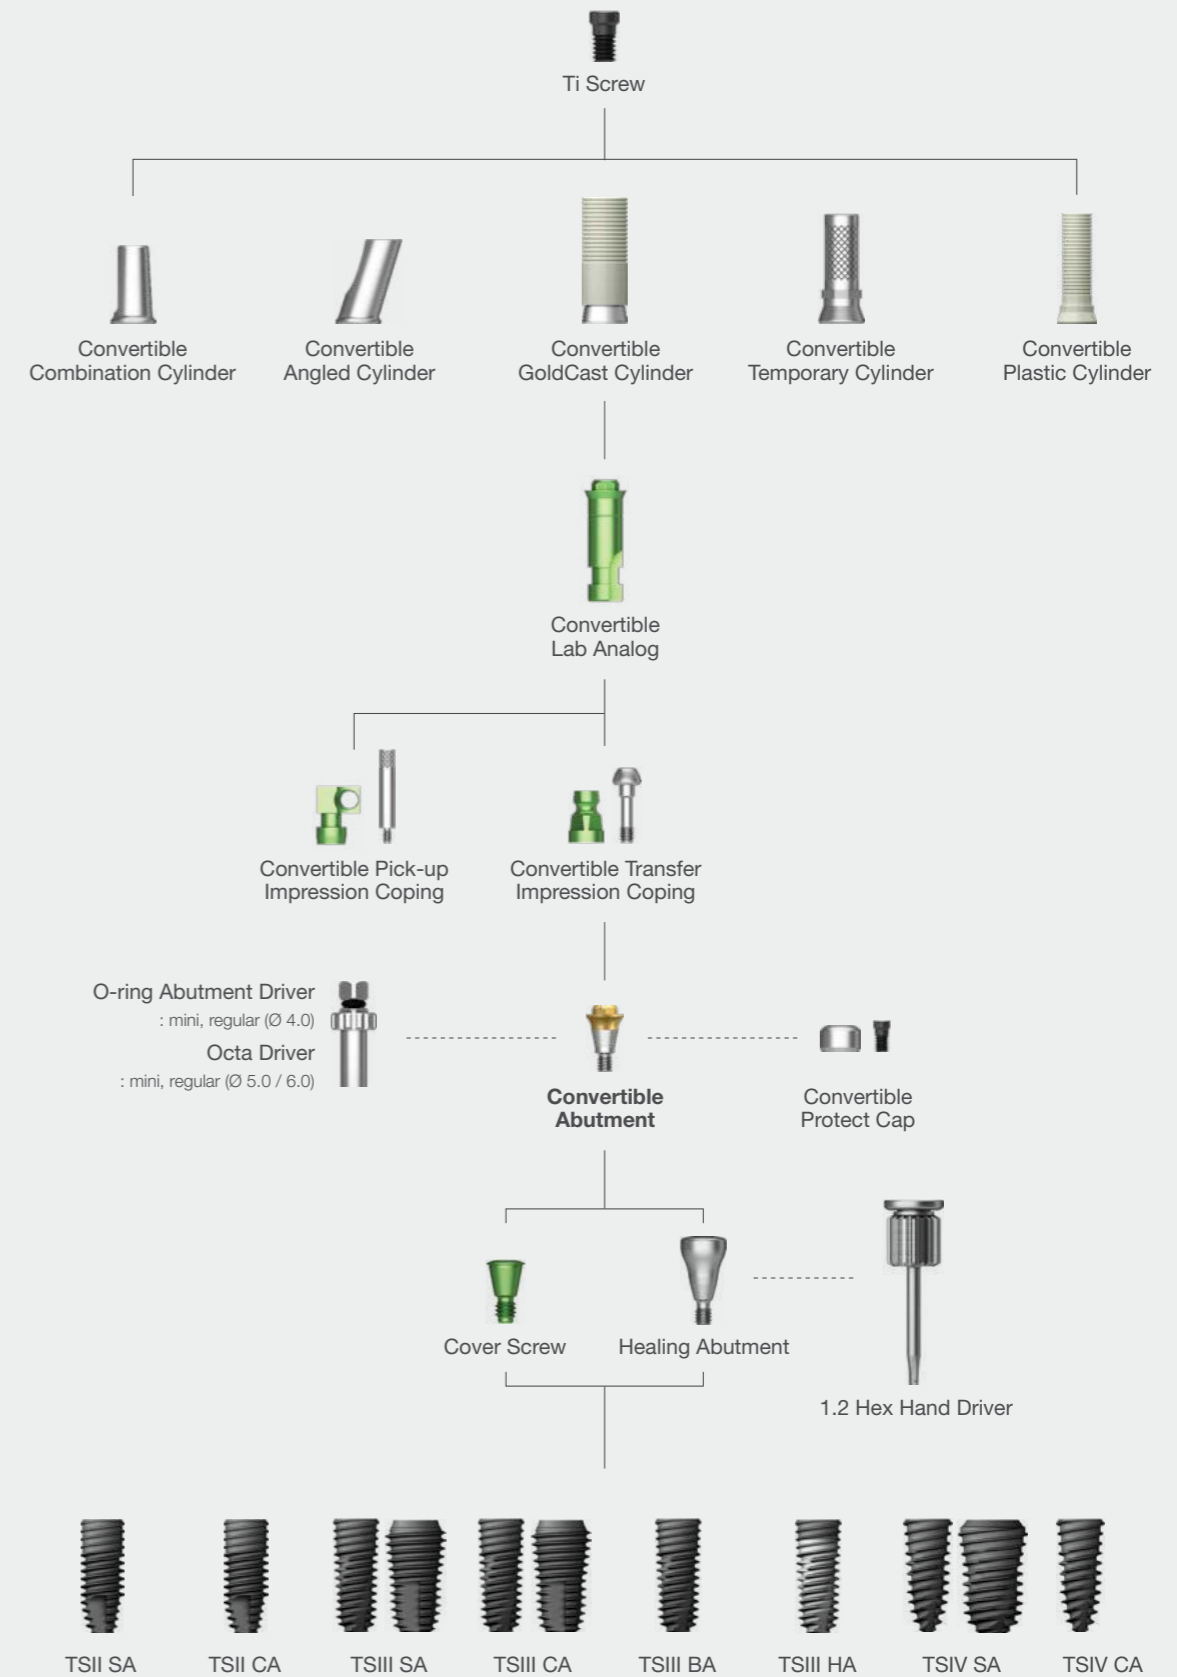 Ti Screw
Convertible
Combination Cylinder
Convertible
Angled Cylinder
Convertible
GoldCast Cylinder
Convertible
Temporary Cylinder
Convertible
Plastic Cylinder
Convertible
Lab Analog
Convertible Pick-up
Impression Coping
Convertible Transfer
Impression Coping
O-ring Abutment Driver
: mini, regular (Ø 4.0)
Octa Driver
: mini, regular (Ø 5.0 / 6.0)
Convertible
Abutment
Convertible
Protect Cap
Cover Screw
Healing Abutment
1.2 Hex Hand Driver
TSII SA
TSII CA
TSIII SA
TSIII CA
TSIII BA
TSIII HA
TSIV SA
TSIV CA